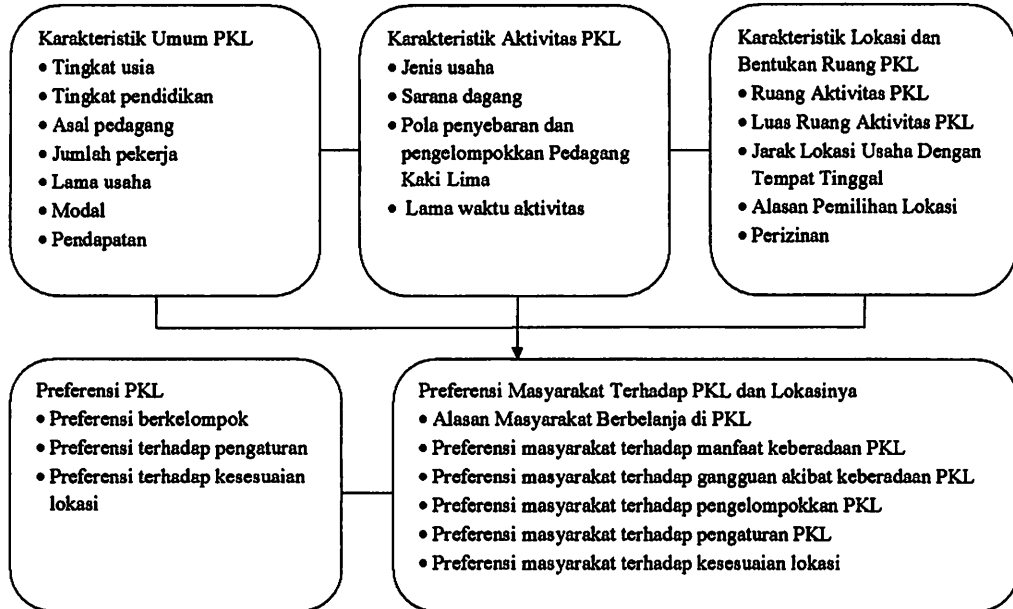 Karakteristik Umum PKL
• Tingkat usia
• Tingkat pendidikan
• Asal pedagang
• Jumlah pekerja
• Lama usaha
• Modal
• Pendapatan
Karakteristik Aktivitas PKL
• Jenis usaha
• Sarana dagang
• Pola penyebaran dan
pengelompokkan Pedagang
Kaki Lima
• Lama waktu aktivitas
Karakteristik Lokasi dan
Bentukan Ruang PKL
• Ruang Aktivitas PKL
• Luas Ruang Aktivitas PKL
• Jarak Lokasi Usaha Dengan
Tempat Tinggal
• Alasan Pemilihan Lokasi
• Perizinan
Preferensi PKL
• Preferensi berkelompok
• Preferensi terhadap pengaturan
• Preferensi terhadap kesesuaian
lokasi
Preferensi Masyarakat Terhadap PKL dan Lokasinya
• Alasan Masyarakat Berbelanja di PKL
• Preferensi masyarakat terhadap manfaat keberadaan PKL
• Preferensi masyarakat terhadap gangguan akibat keberadaan PKL
• Preferensi masyarakat terhadap pengelompokkan PKL
• Preferensi masyarakat terhadap pengaturan PKL
• Preferensi masyarakat terhadap kesesuaian lokasi